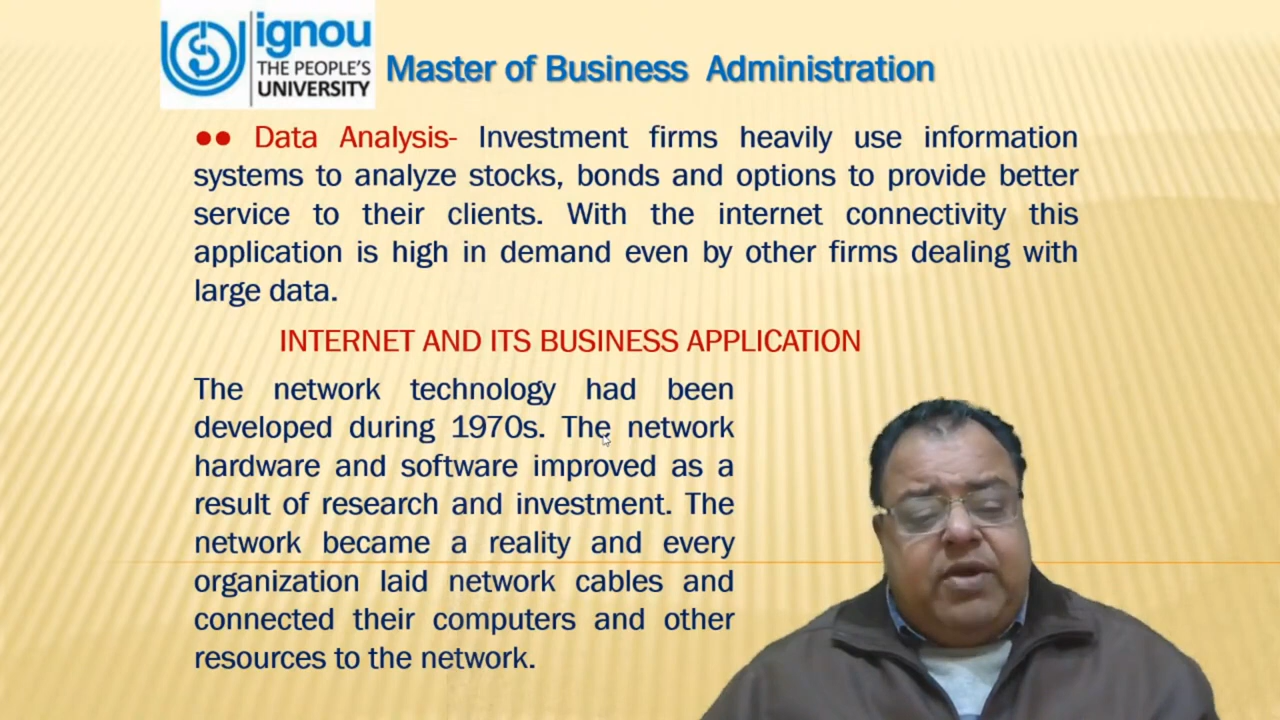 ignou
THE PEOPLE'S
UNIVERSITY
Master of Business Administration
●● Data Analysis- Investment firms heavily use information
systems to analyze stocks, bonds and options to provide better
service to their clients. With the internet connectivity this
application is high in demand even by other firms dealing with
large data.
INTERNET AND ITS BUSINESS APPLICATION
The network technology had been
developed during 1970s. The network
hardware and software improved as a
result of research and investment. The
network became a reality and every
organization laid network cables and
connected their computers and other
resources to the network.